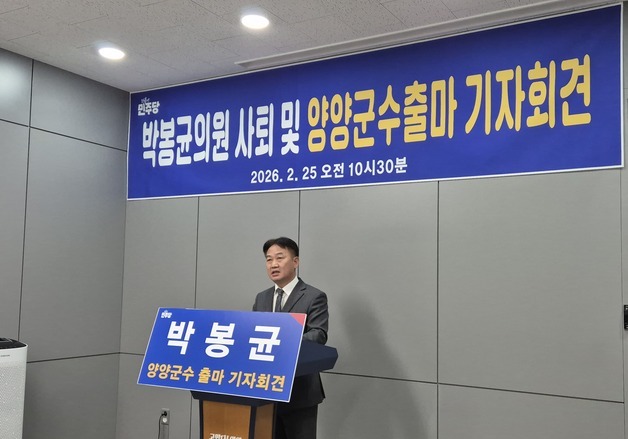 민주당
박봉균의원 사퇴 및 양양군수출마 기자회견
2026. 2. 25 오전 10시30분
민주당
박 봉 균
양양군수 출마 기자회견